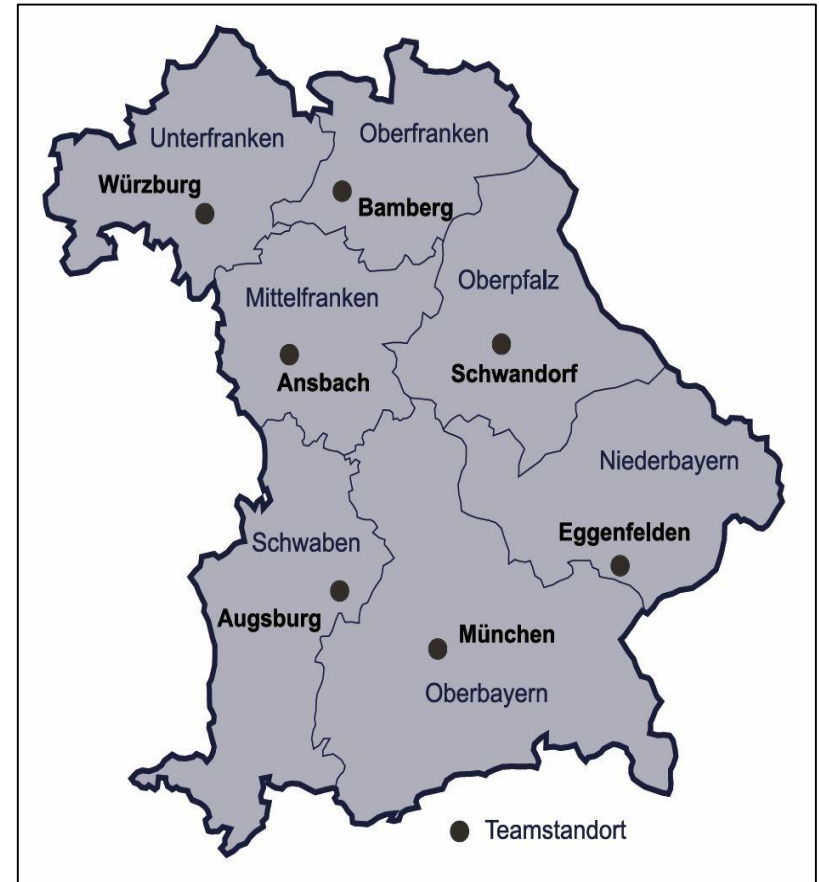 Oberfranken
Unterfranken
Würzburg
Bamberg
Oberpfalz
Mittelfranken
Schwandorf
Ansbach
Niederbayern
Eggenfelden
Schwaben
Augsburg
München
Oberbayern
Teamstandort